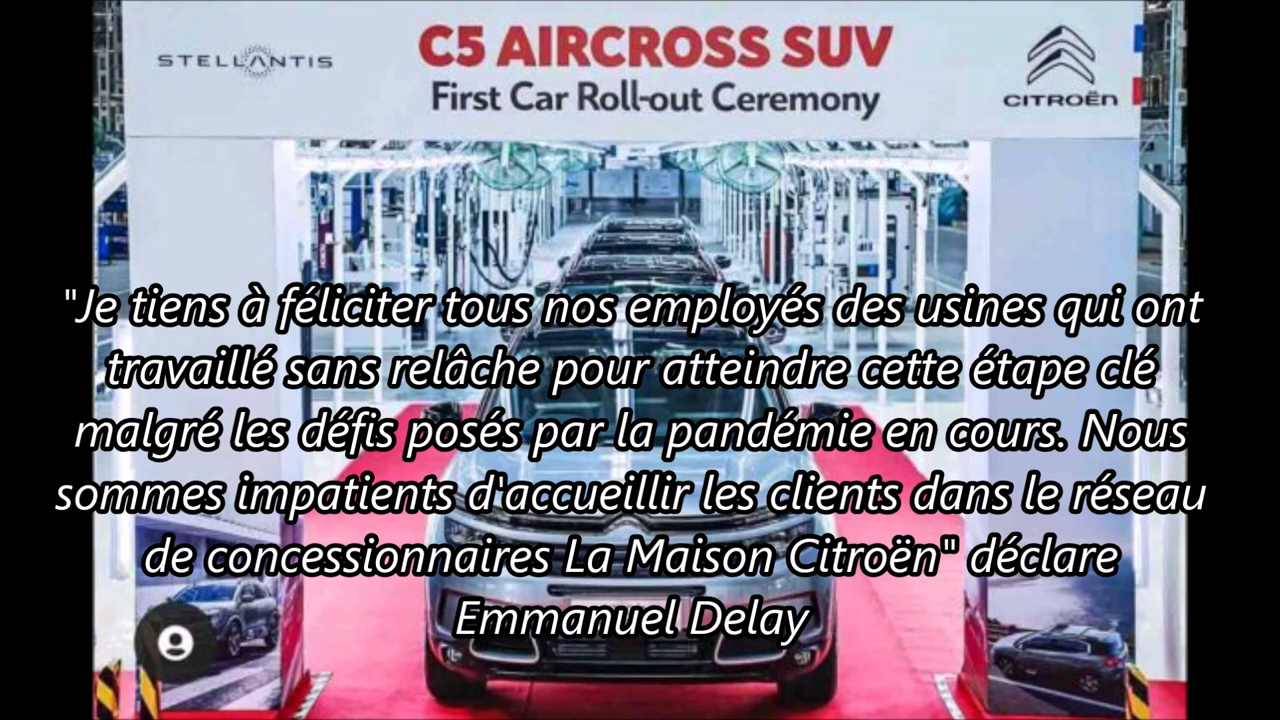 STELLANTIS
C5 AIRCROSS SUV
First Car Roll-out Ceremony
CITROËN
"Je tiens à féliciter tous nos employés des usines qui ont
travaillé sans relâche pour atteindre cette étape clé
malgré les défis posés par la pandémie en cours. Nous
sommes impatients d'accueillir les clients dans le réseau
de concessionnaires La Maison Citroën" déclare
Emmanuel Delay